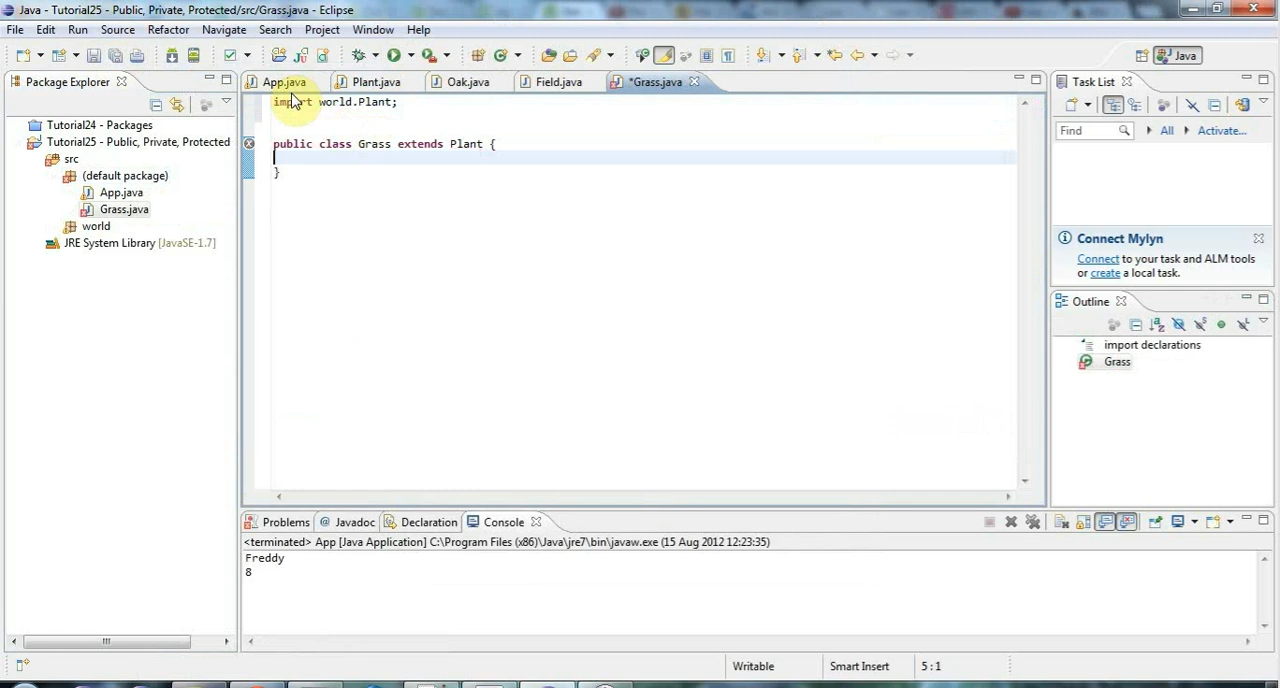 Java - Tutorial25 - Public, Private, Protected/src/Grass.java - Eclipse
File Edit Run Source Refactor Navigate Search Project Window Help
Java
Package Explorer
App.java Plant.java Oak.java Field.java *Grass.java
Task List
Tutorial24 - Packages
Tutorial25 - Public, Private, Protected
src
(default package)
App.java
Grass.java
world
JRE System Library [JavaSE-1.7]
import world.Plant;
public class Grass extends Plant {
}
Find All Activate...
Connect Mylyn
Connect to your task and ALM tools
or create a local task.
Outline
import declarations
Grass
Problems @ Javadoc Declaration Console
<terminated> App [Java Application] C:\Program Files (x86)\Java\jre7\bin\javaw.exe (15 Aug 2012 12:23:35)
Freddy
8
Writable Smart Insert 5 : 1